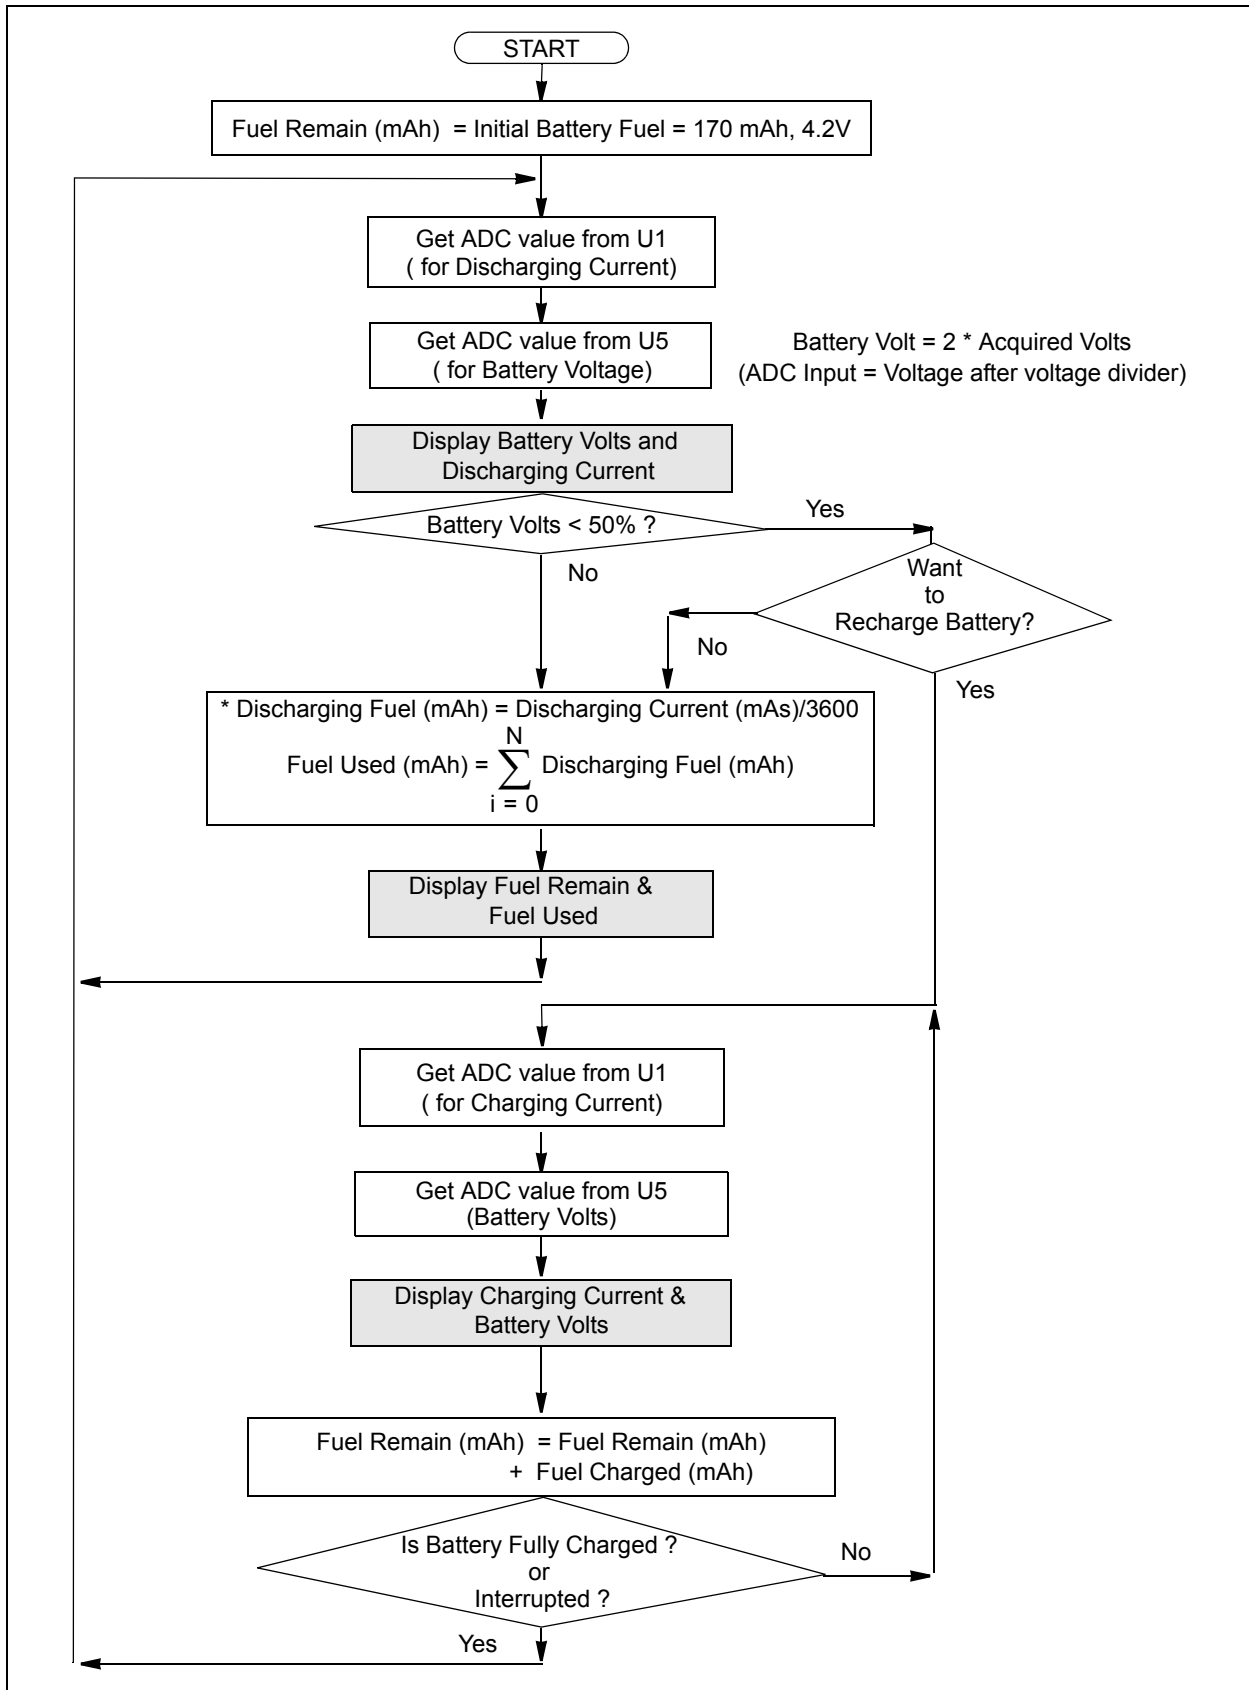 START
Fuel Remain (mAh) = Initial Battery Fuel = 170 mAh, 4.2V
Get ADC value from U1
( for Discharging Current)
Get ADC value from U5
( for Battery Voltage)
Battery Volt = 2 * Acquired Volts
(ADC Input = Voltage after voltage divider)
Display Battery Volts and
Discharging Current
Battery Volts < 50% ?
Yes
No
Want
to
Recharge Battery?
No
Yes
* Discharging Fuel (mAh) = Discharging Current (mAs)/3600
N
Fuel Used (mAh) = ∑ Discharging Fuel (mAh)
i = 0
Display Fuel Remain &
Fuel Used
Get ADC value from U1
( for Charging Current)
Get ADC value from U5
(Battery Volts)
Display Charging Current &
Battery Volts
Fuel Remain (mAh) = Fuel Remain (mAh)
+ Fuel Charged (mAh)
Is Battery Fully Charged ?
or
Interrupted ?
No
Yes